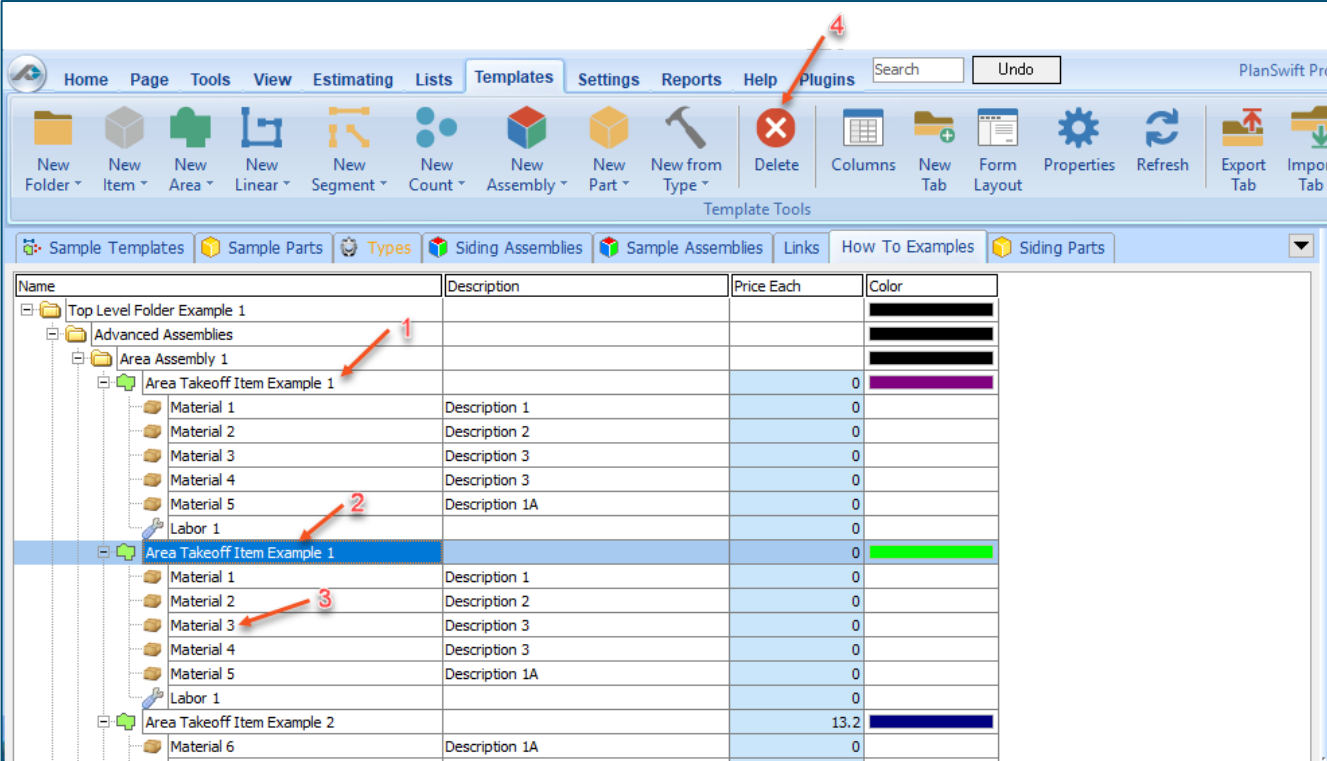 4
Home Page Tools View Estimating Lists Templates Settings Reports Help Plugins Search Undo PlanSwift Pro
New Folder New Item New Area New Linear New Segment New Count New Assembly New Part New from Type Delete Columns New Tab Form Layout Properties Refresh Export Tab Impor Tab
Template Tools
Sample Templates Sample Parts Types Siding Assemblies Sample Assemblies Links How To Examples Siding Parts
Name Description Price Each Color
Top Level Folder Example 1
Advanced Assemblies
1
Area Assembly 1
Area Takeoff Item Example 1 0
Material 1 Description 1 0
Material 2 Description 2 0
Material 3 Description 3 0
Material 4 Description 3 0
Material 5 Description 1A 0
2
Labor 1 0
Area Takeoff Item Example 1 0
Material 1 Description 1 0
Material 2 Description 2 0
3
Material 3 Description 3 0
Material 4 Description 3 0
Material 5 Description 1A 0
Labor 1 0
Area Takeoff Item Example 2 13.2
Material 6 Description 1A 0